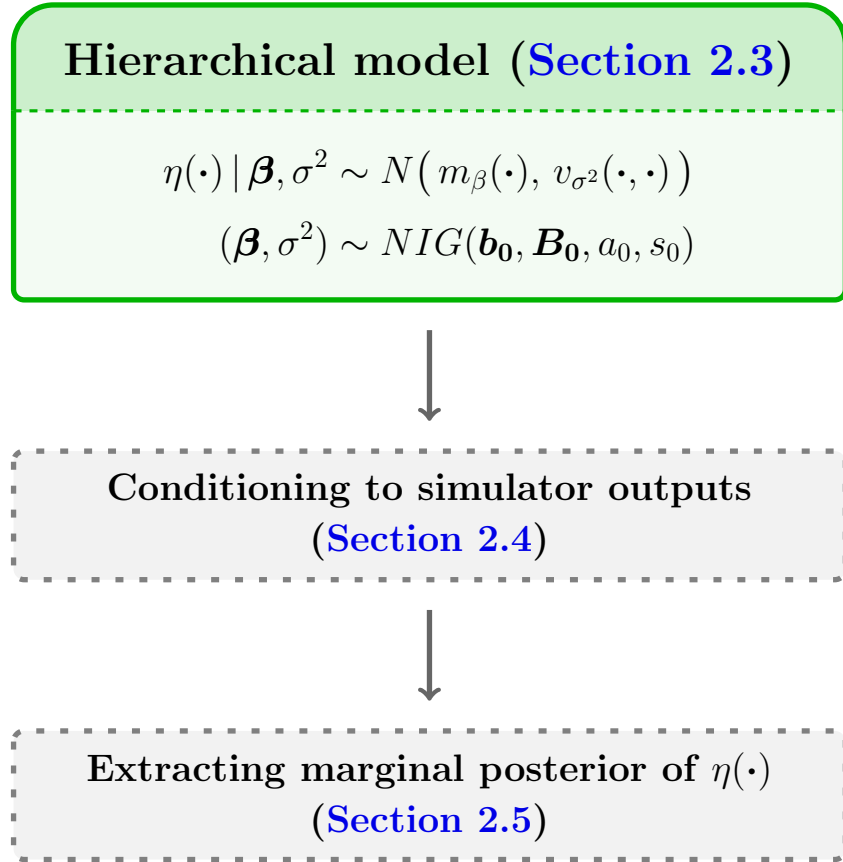 Hierarchical model (Section 2.3)
η(·) | β, σ² ∼ N( m_β(·), v_σ²(·, ·) )
(β, σ²) ∼ NIG(b₀, B₀, a₀, s₀)
Conditioning to simulator outputs
(Section 2.4)
Extracting marginal posterior of η(·)
(Section 2.5)